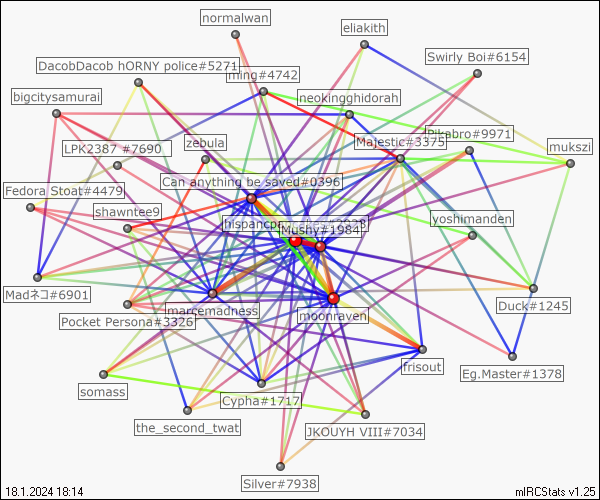 normalwan
eliakith
Swirly Boi#6154
DacobDacob hORNY police#5271
ming#4742
bigcitysamurai
neokingghidorah
Majestic#3375
#9971
LPK2387 #7690
zebula
mukszi
Fedora Stoat#4479
Can anything be saved#0396
shawntee9
yoshimanden
Mushy#1984
Madネコ#6901
marcemadness
Duck#1245
Pocket Persona#3326
moonraven
frisout
Eg.Master#1378
somass
Cypha#1717
the_second_twat
JKOUYH VIII#7034
Silver#7938
18.1.2024 18:14
mIRCStats v1.25